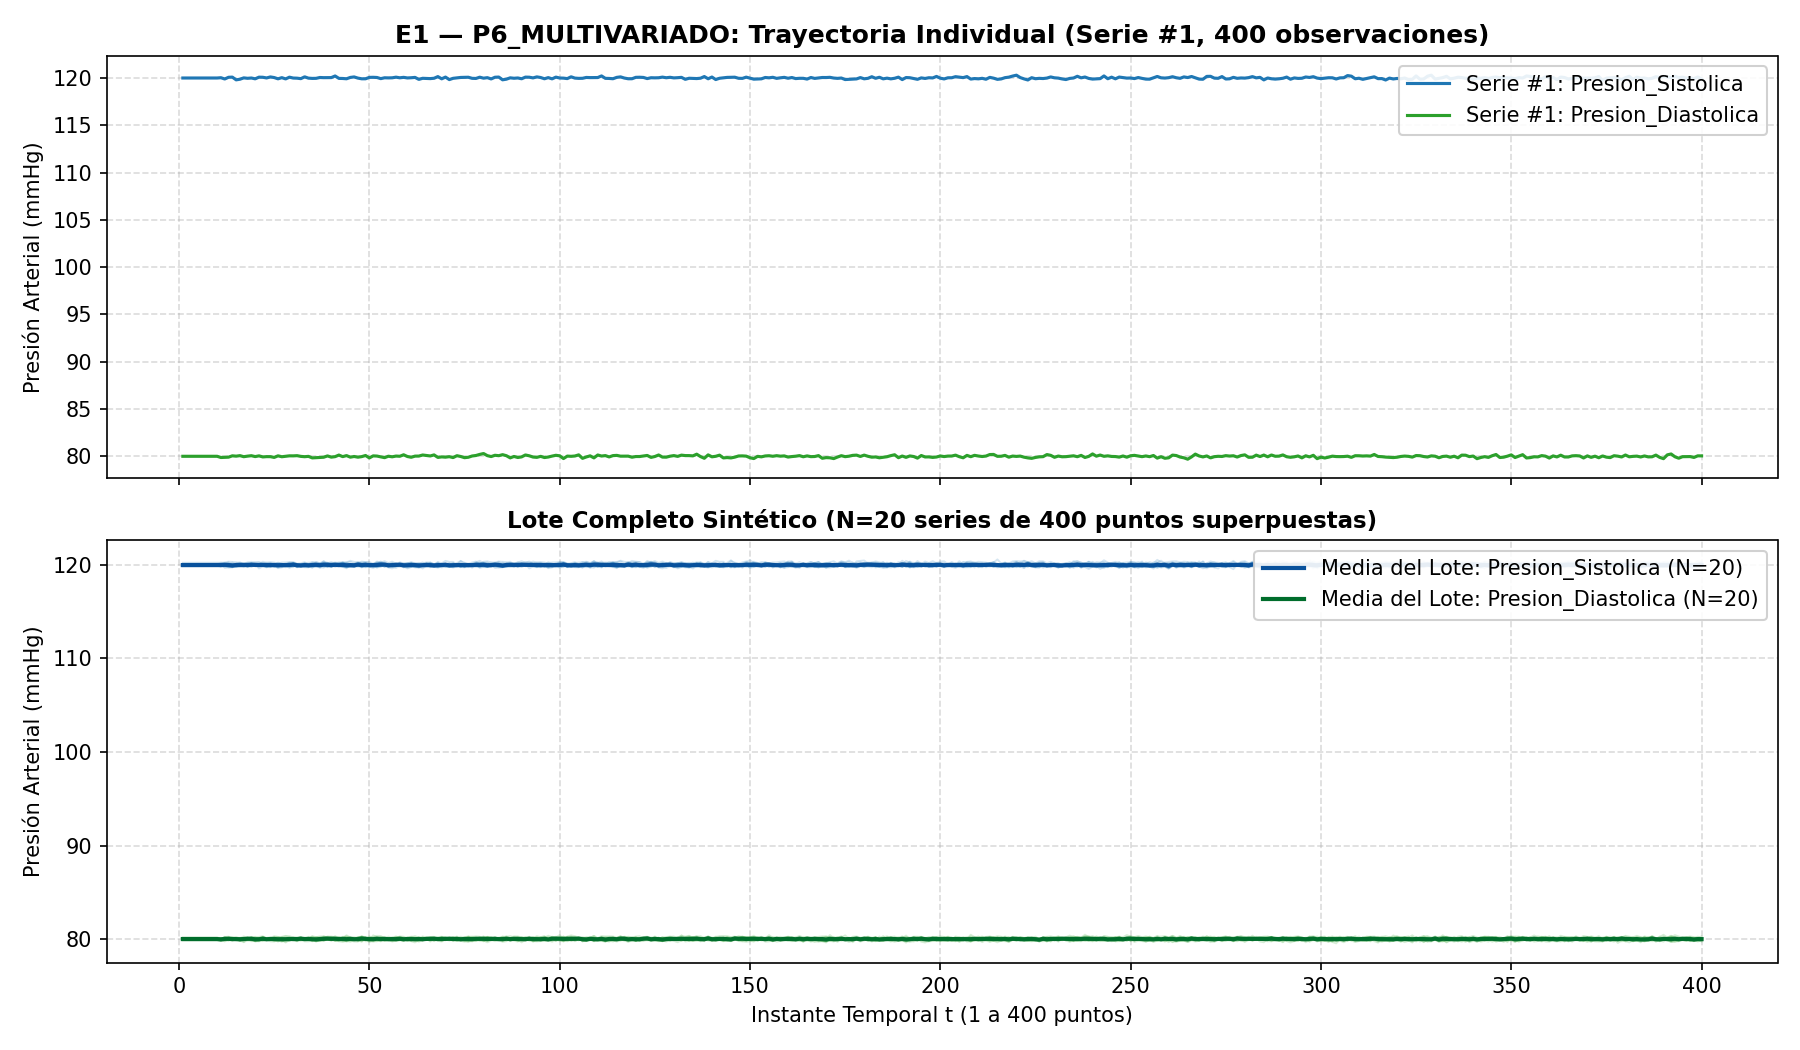 E1 — P6_MULTIVARIADO: Trayectoria Individual (Serie #1, 400 observaciones)
120
115
110
105
100
95
90
85
80
Presión Arterial (mmHg)
Serie #1: Presion_Sistolica
Serie #1: Presion_Diastolica
Lote Completo Sintético (N=20 series de 400 puntos superpuestas)
120
110
100
90
80
Presión Arterial (mmHg)
Media del Lote: Presion_Sistolica (N=20)
Media del Lote: Presion_Diastolica (N=20)
0 50 100 150 200 250 300 350 400
Instante Temporal t (1 a 400 puntos)